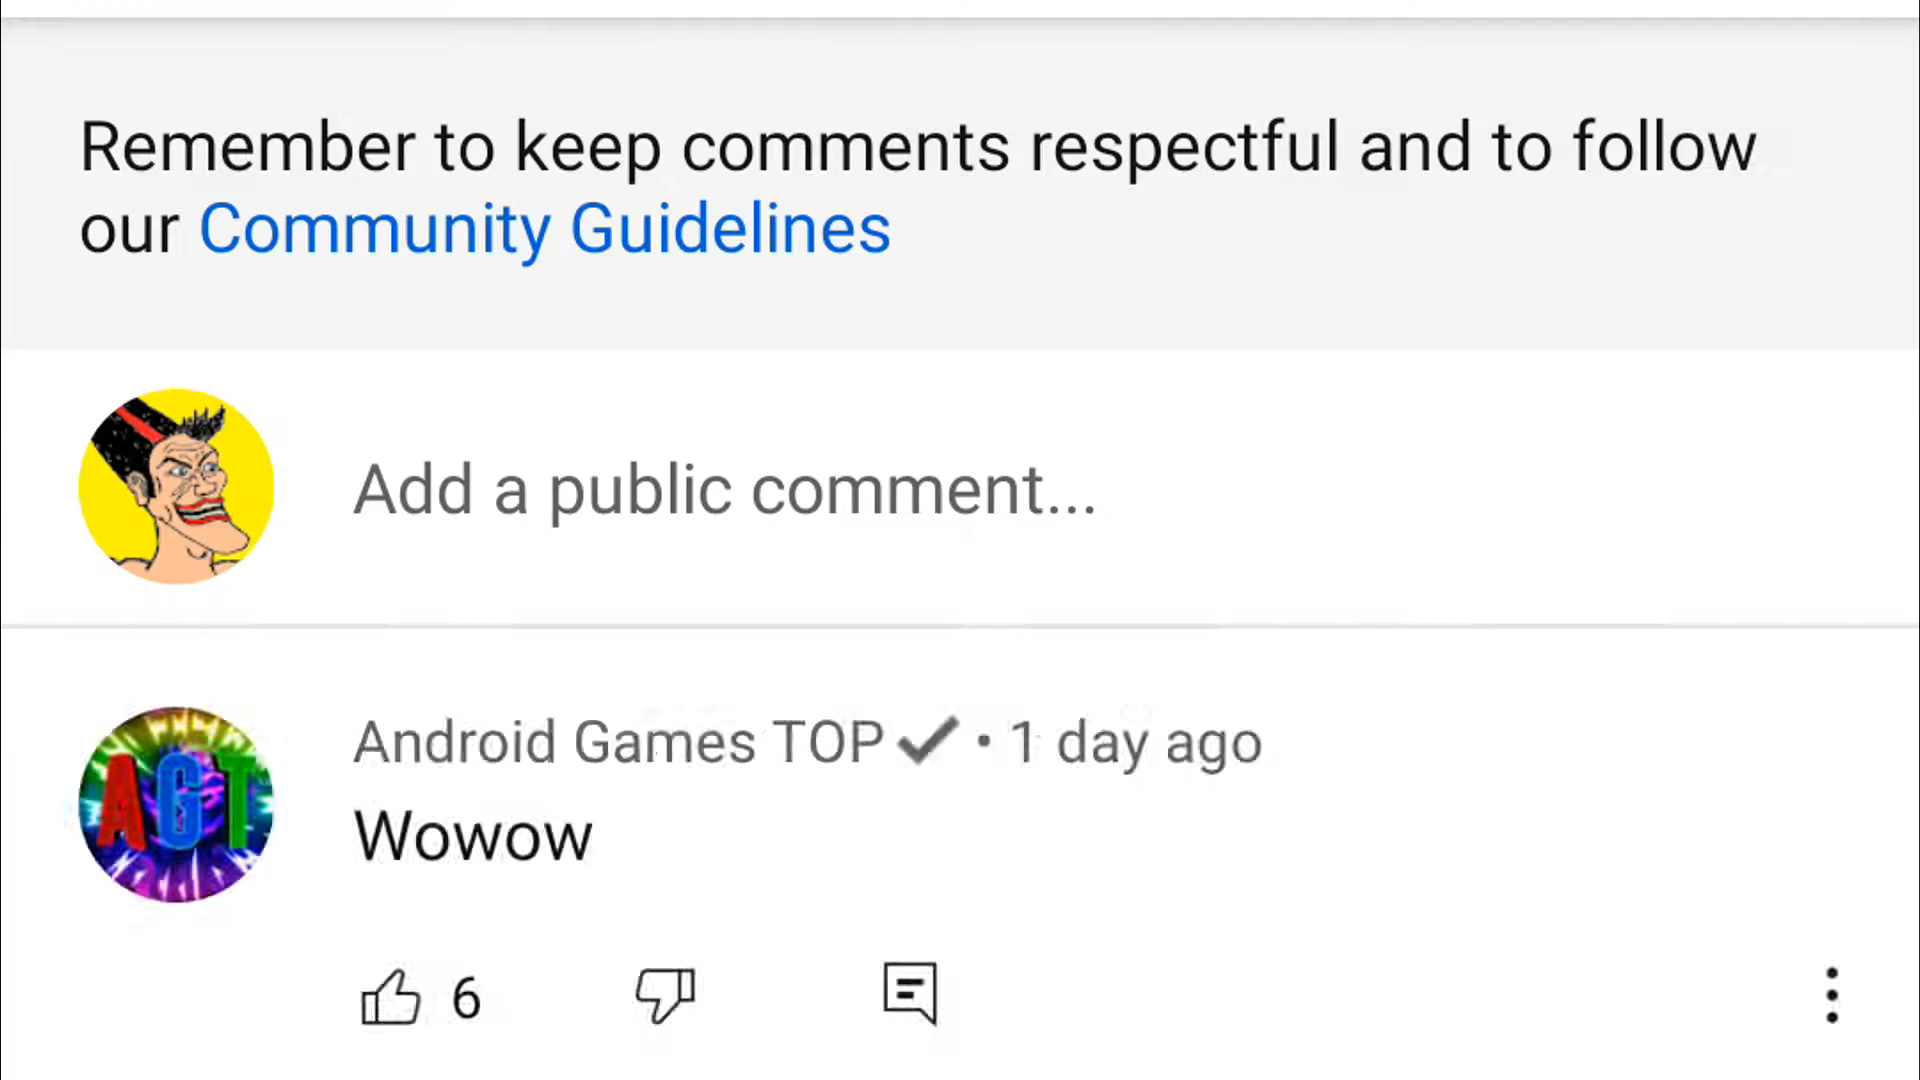 Remember to keep comments respectful and to follow
our Community Guidelines
Add a public comment...
AGT
Android Games TOP • 1 day ago
Wowow
6